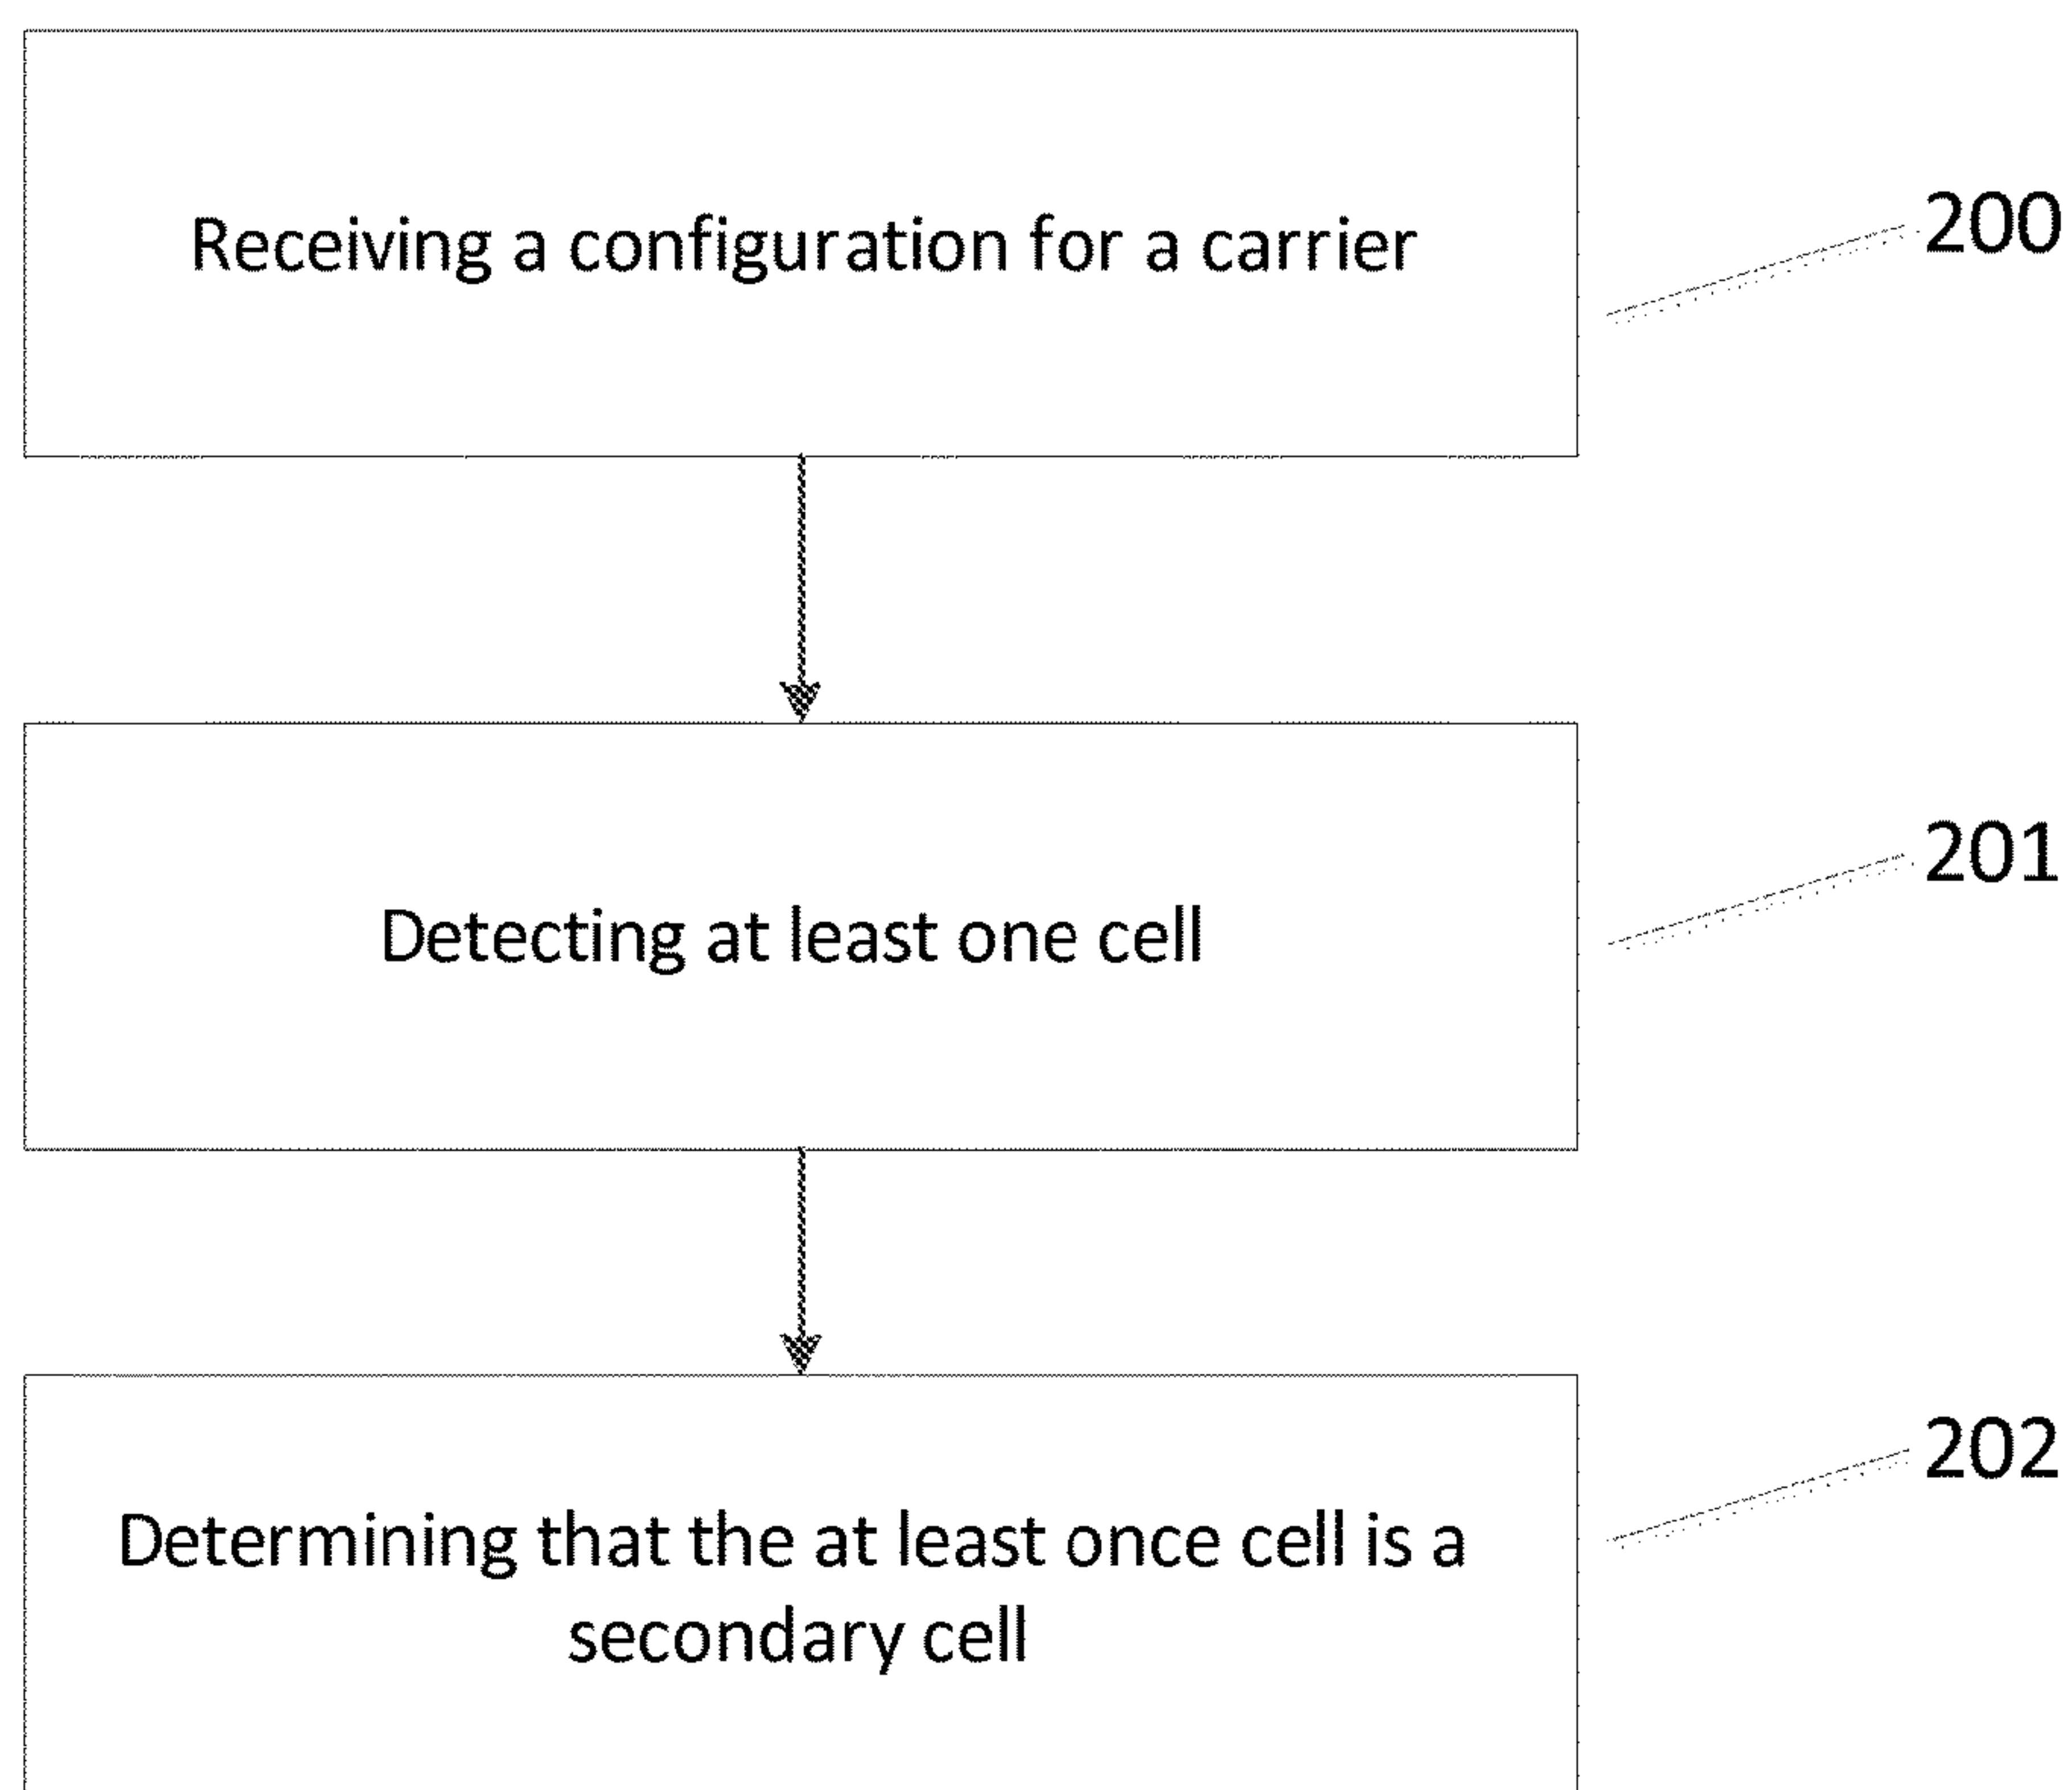 Receiving a configuration for a carrier
200
Detecting at least one cell
201
Determining that the at least once cell is a
secondary cell
202